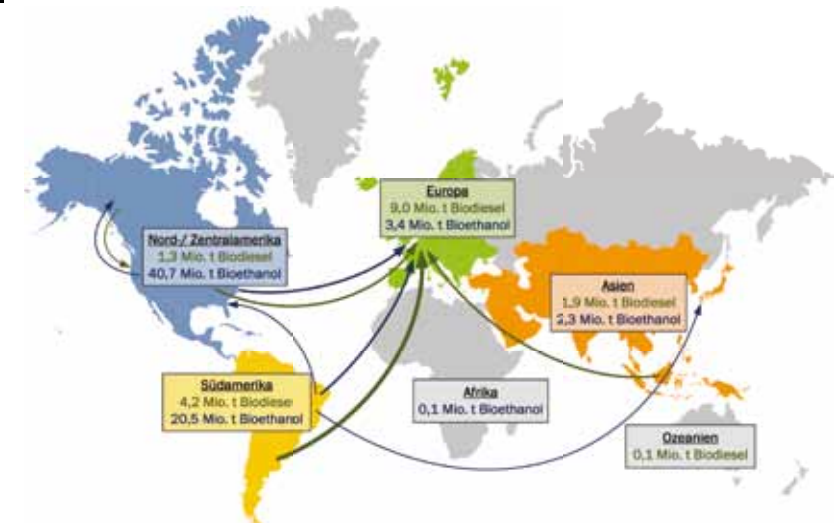 Europa
9,0 Mio. t Biodiesel
3,4 Mio. t Bioethanol
Nord-/ Zentralamerika
1,3 Mio. t Biodiesel
40,7 Mio. t Bioethanol
Asien
1,9 Mio. t Biodiesel
2,3 Mio. t Bioethanol
Südamerika
4,2 Mio. t Biodiese
20,5 Mio. t Bioethanol
Afrika
0,1 Mio. t Bioethanol
Ozeanien
0,1 Mio. t Biodiesel